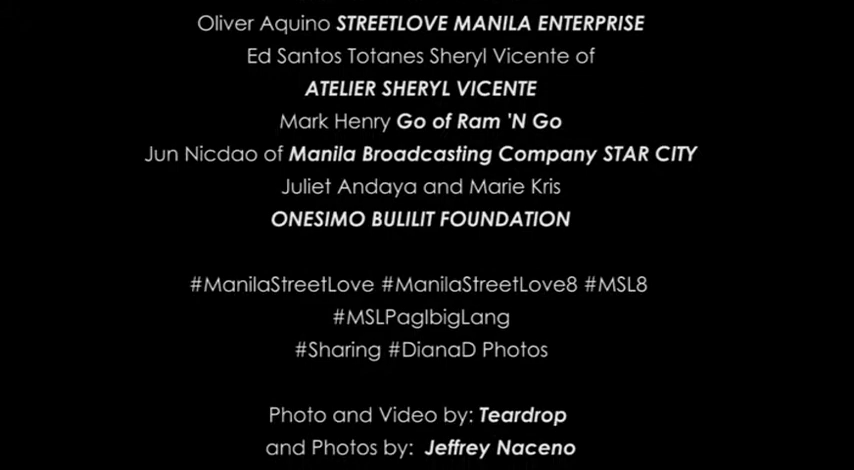 Oliver Aquino STREETLOVE MANILA ENTERPRISE
Ed Santos Totanes Sheryl Vicente of
ATELIER SHERYL VICENTE
Mark Henry Go of Ram 'N Go
Jun Nicdao of Manila Broadcasting Company STAR CITY
Juliet Andaya and Marie Kris
ONESIMO BULILIT FOUNDATION
#ManilaStreetLove #ManilaStreetLove8 #MSL8
#MSLPagIbigLang
#Sharing #DianaD Photos
Photo and Video by: Teardrop
and Photos by: Jeffrey Naceno